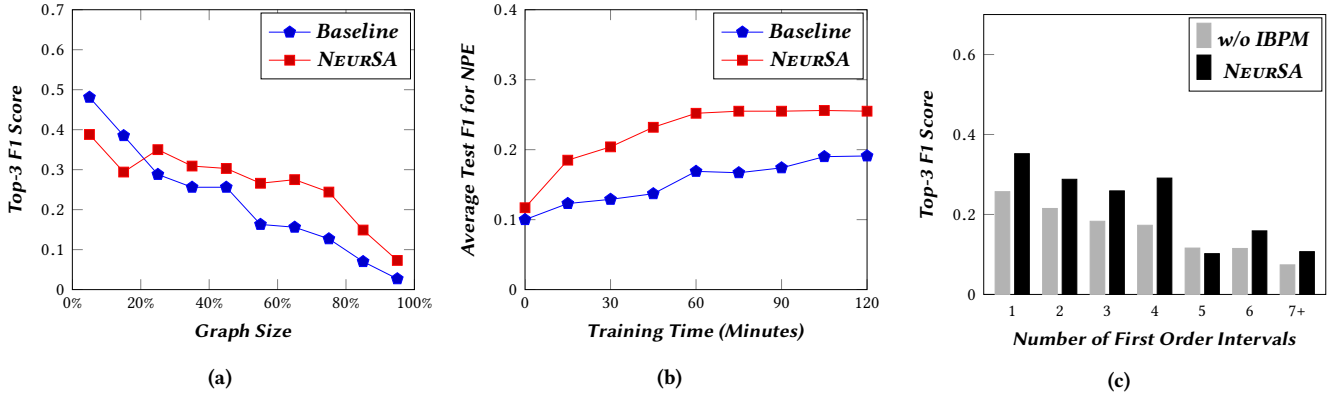 Top-3 F1 Score
0.7
0.6
0.5
0.4
0.3
0.2
0.1
0
0% 20% 40% 60% 80% 100%
Graph Size
Baseline
NEURSA
(a)
Average Test F1 for NPE
0.4
0.3
0.2
0.1
0
0 30 60 90 120
Training Time (Minutes)
Baseline
NEURSA
(b)
Top-3 F1 Score
0.6
0.4
0.2
0
1 2 3 4 5 6 7+
Number of First Order Intervals
w/o IBPM
NEURSA
(c)